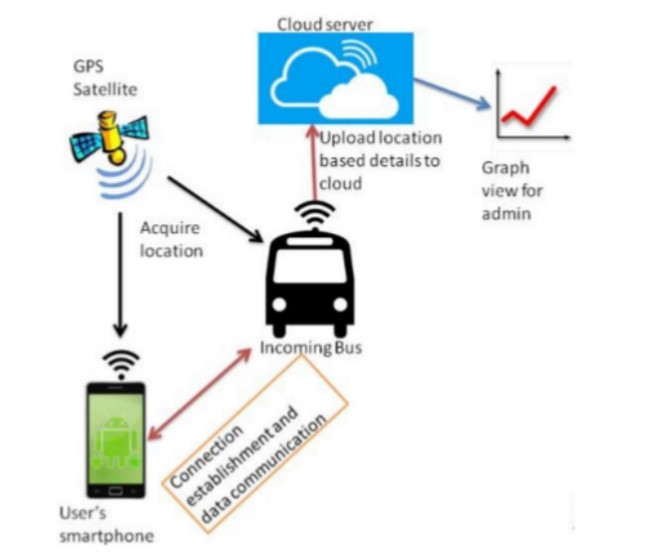 Cloud server
GPS
Satellite
Upload location
based details to
cloud
Graph
view for
admin
Acquire
location
Incoming Bus
Connection
establishment and
data communication
User's
smartphone